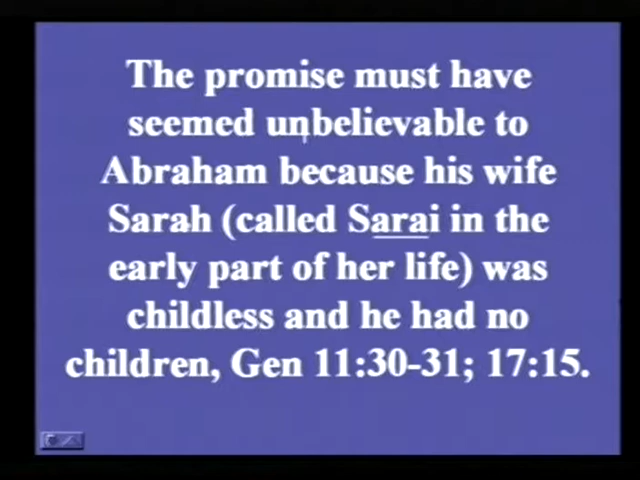 The promise must have
seemed unbelievable to
Abraham because his wife
Sarah (called Sarai in the
early part of her life) was
childless and he had no
children, Gen 11:30-31; 17:15.